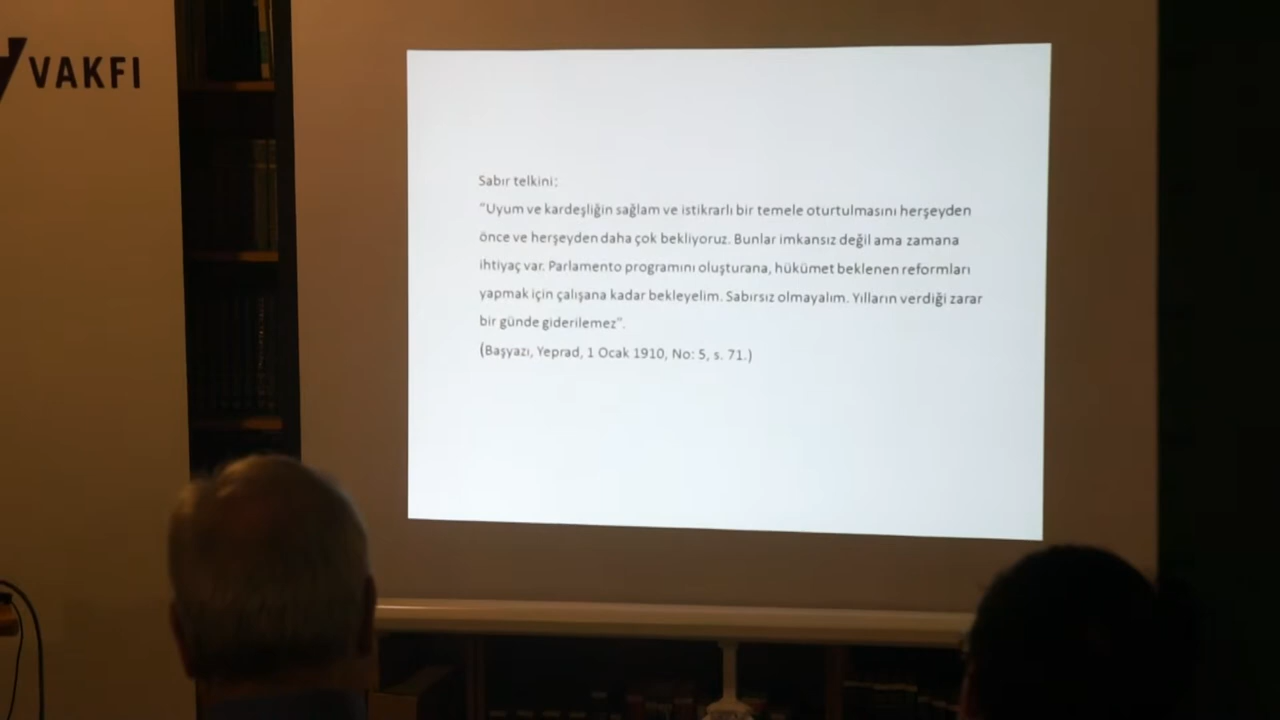 VAKFI
Sabır telkini:
“Uyum ve kardeşliğin sağlam ve istikrarlı bir temele oturtulmasını herşeyden
önce ve herşeyden daha çok bekliyoruz. Bunlar imkansız değil ama zamana
ihtiyaç var. Parlamento programını oluşturana, hükümet beklenen reformları
yapmak için çalışana kadar bekleyelim. Sabırsız olmayalım. Yılların verdiği zarar
bir günde giderilemez”.
(Başyazı, Yeprad, 1 Ocak 1910, No: 5, s. 71.)